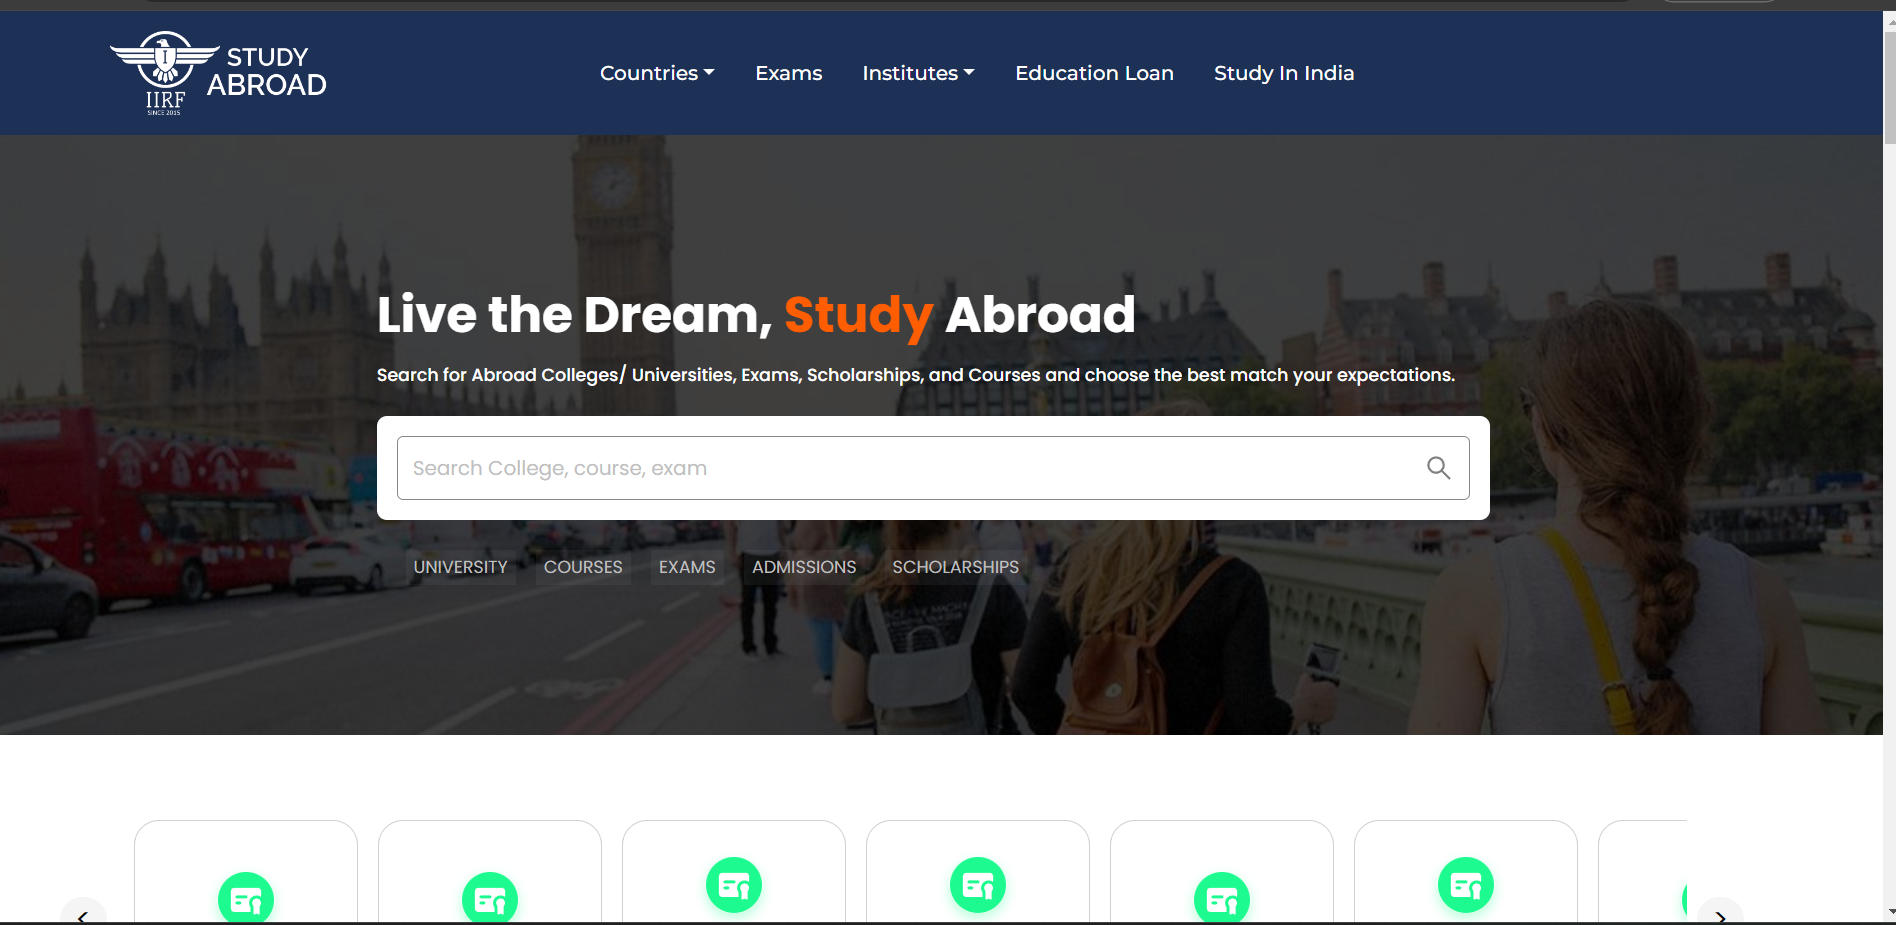 STUDY
ABROAD
IIRF
SINCE 2015
Countries
Exams
Institutes
Education Loan
Study In India
Live the Dream, Study Abroad
Search for Abroad Colleges/ Universities, Exams, Scholarships, and Courses and choose the best match your expectations.
Search College, course, exam
UNIVERSITY
COURSES
EXAMS
ADMISSIONS
SCHOLARSHIPS